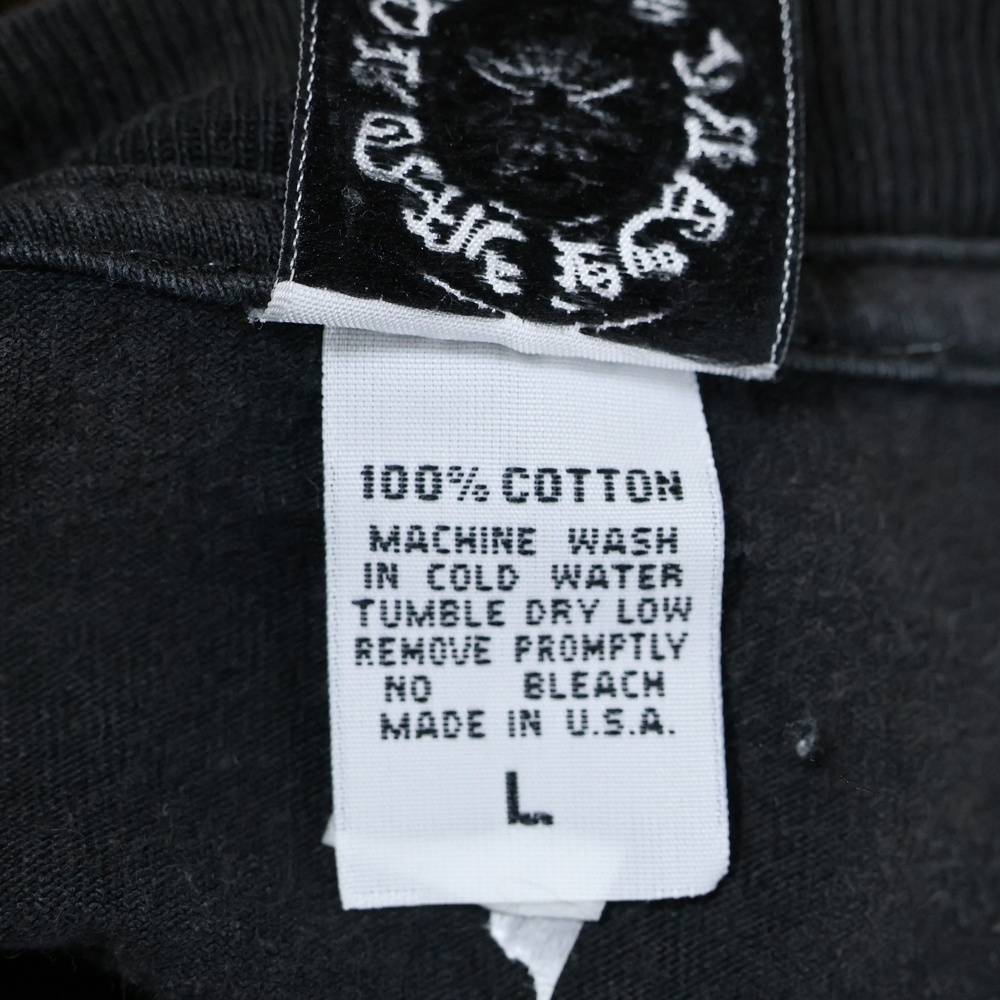 100% COTTON
MACHINE WASH
IN COLD WATER
TUMBLE DRY LOW
REMOVE PROMPTLY
NO BLEACH
MADE IN U.S.A.
L